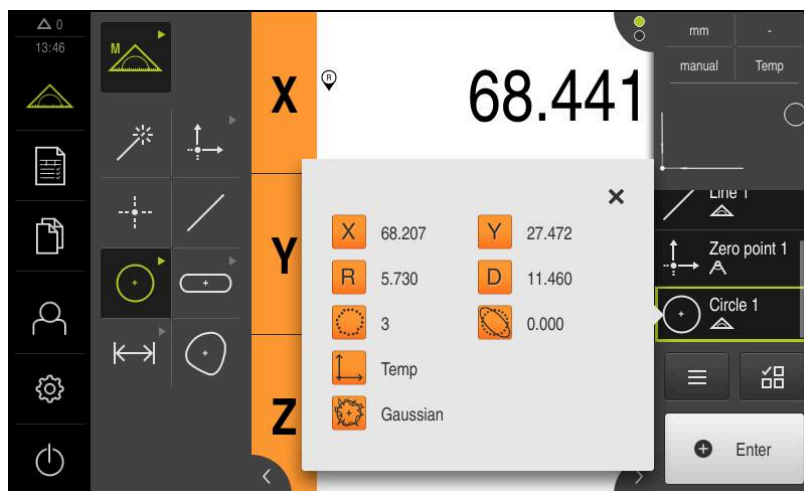 0
13:46
M
X
R
68.441
mm
-
manual
Temp
Line 1
Zero point 1
Circle 1
X 68.207 Y 27.472
R 5.730 D 11.460
3 0.000
Temp
Gaussian
Y
Z
Enter